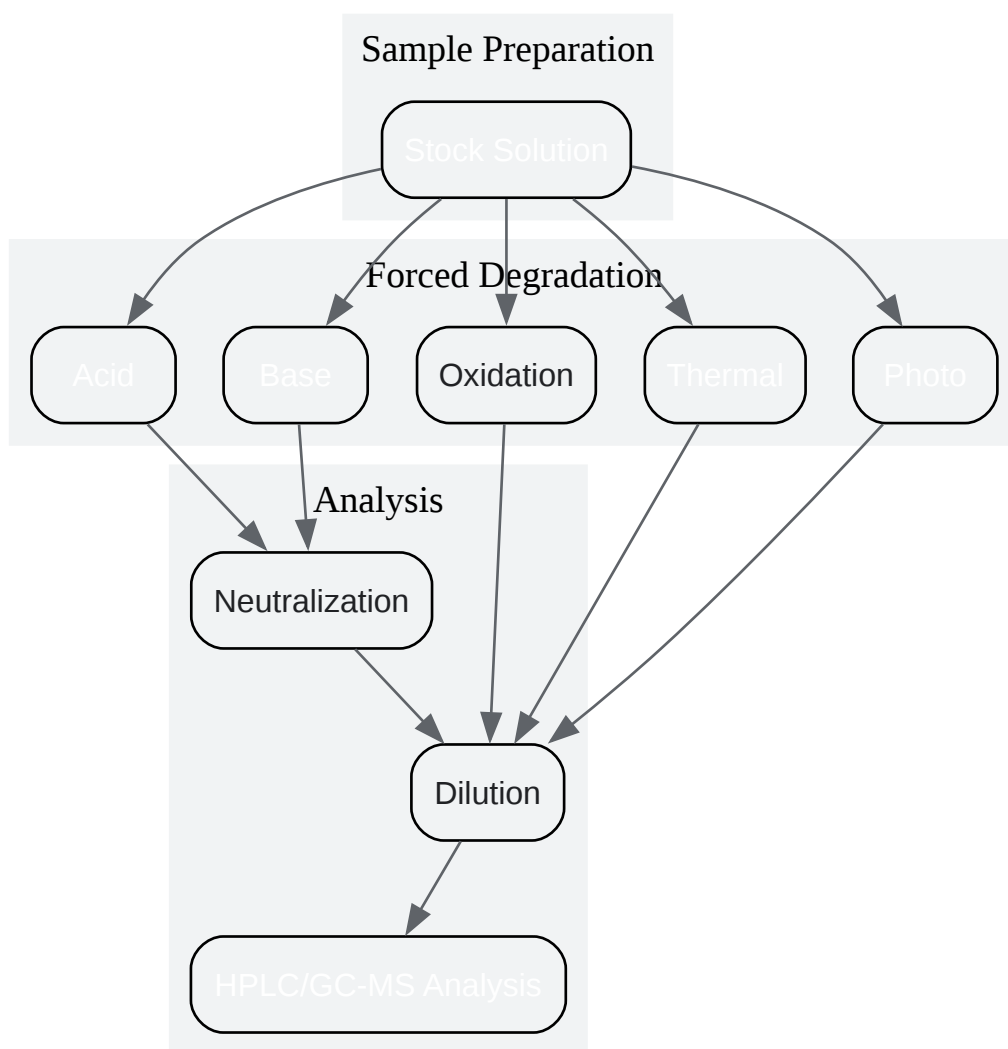 Sample Preparation
Stock Solution
Forced Degradation
Acid
Base
Oxidation
Thermal
Photo
Analysis
Neutralization
Dilution
HPLC/GC-MS Analysis